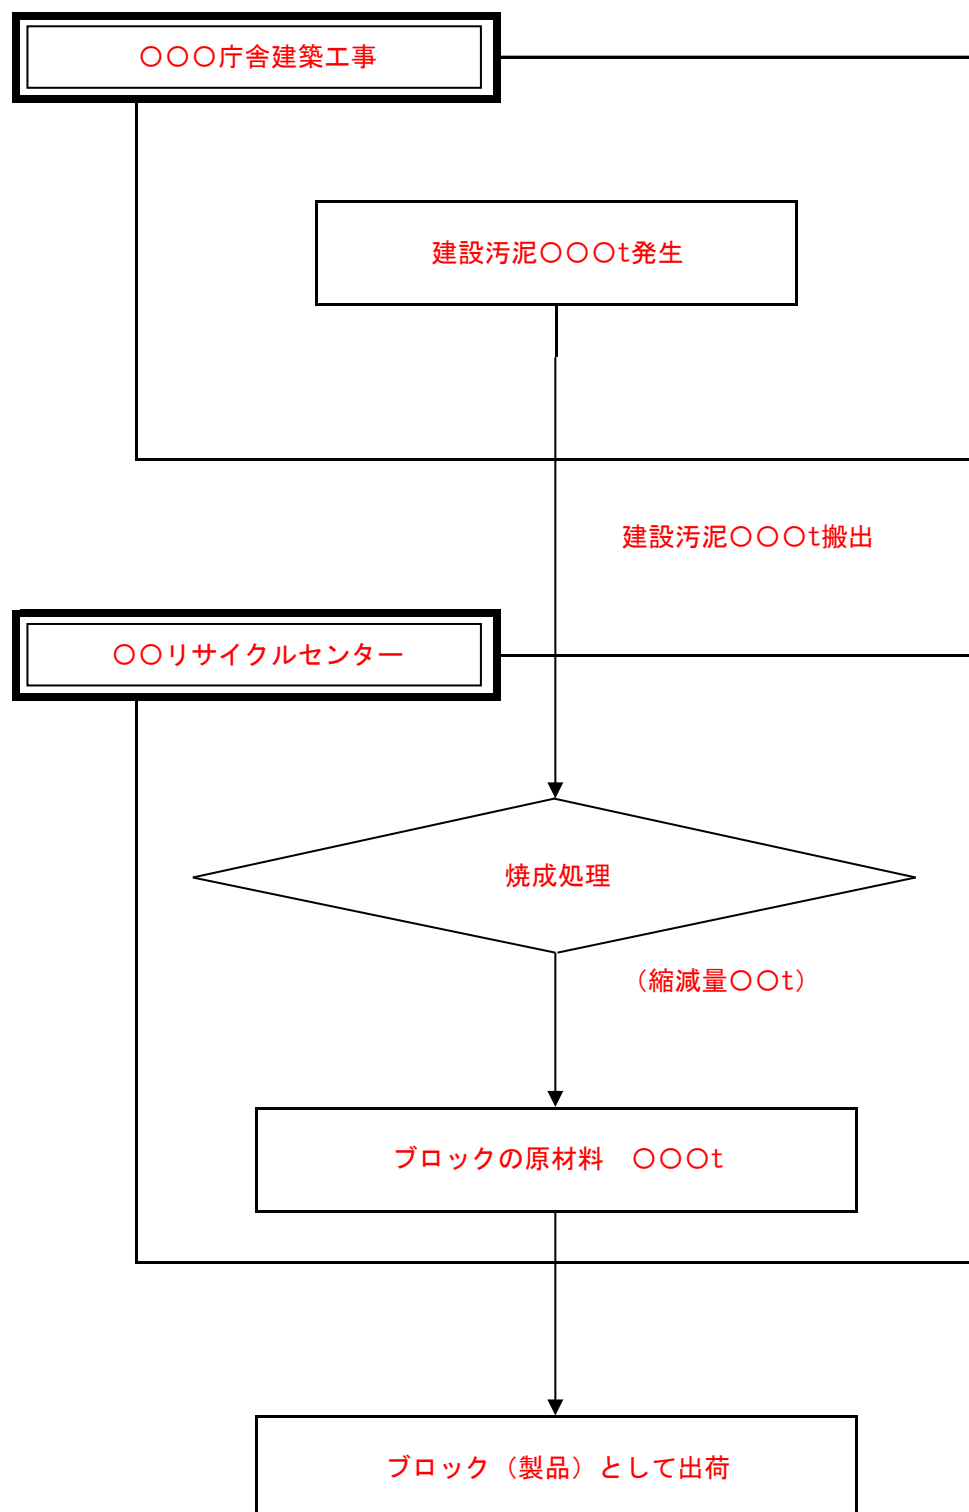 〇〇〇庁舎建築工事
建設汚泥〇〇〇t発生
建設汚泥〇〇〇t搬出
〇〇リサイクルセンター
焼成処理
（縮減量〇〇t）
ブロックの原材料　〇〇〇t
ブロック（製品）として出荷